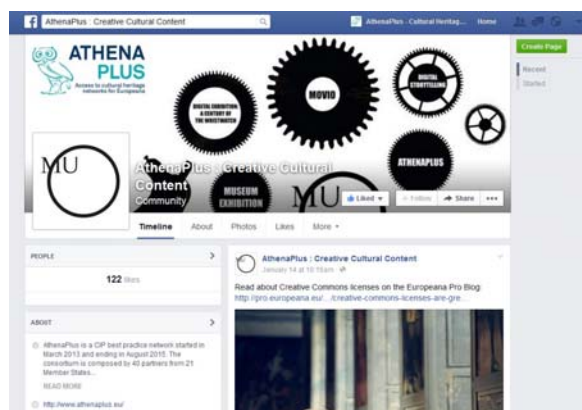 AthenaPlus : Creative Cultural Content
AthenaPlus - Cultural Heritag...
Home
Create Page
Recent
Started
ATHENA
PLUS
Access to cultural heritage
networks for Europeana
DIGITAL EXHIBITION
A CENTURY OF
THE WRISTWATCH
MOVIO
DIGITAL
STORYTELLING
ATHENAPLUS
MUSEUM
EXHIBITION
MU
MU
AthenaPlus : Creative Cultural
Content
Community
Liked
Follow
Share
Timeline
About
Photos
Likes
More
PEOPLE
122 likes
ABOUT
AthenaPlus is a CIP best practice network started in
March 2013 and ending in August 2015. The
consortium is composed by 40 partners from 21
Member States...
READ MORE
http://www.athenaplus.eu/
AthenaPlus : Creative Cultural Content
January 14 at 10:16am
Read about Creative Commons licenses on the Europeana Pro Blog:
http://pro.europeana.eu/.../creative-commons-licenses-are-gre...